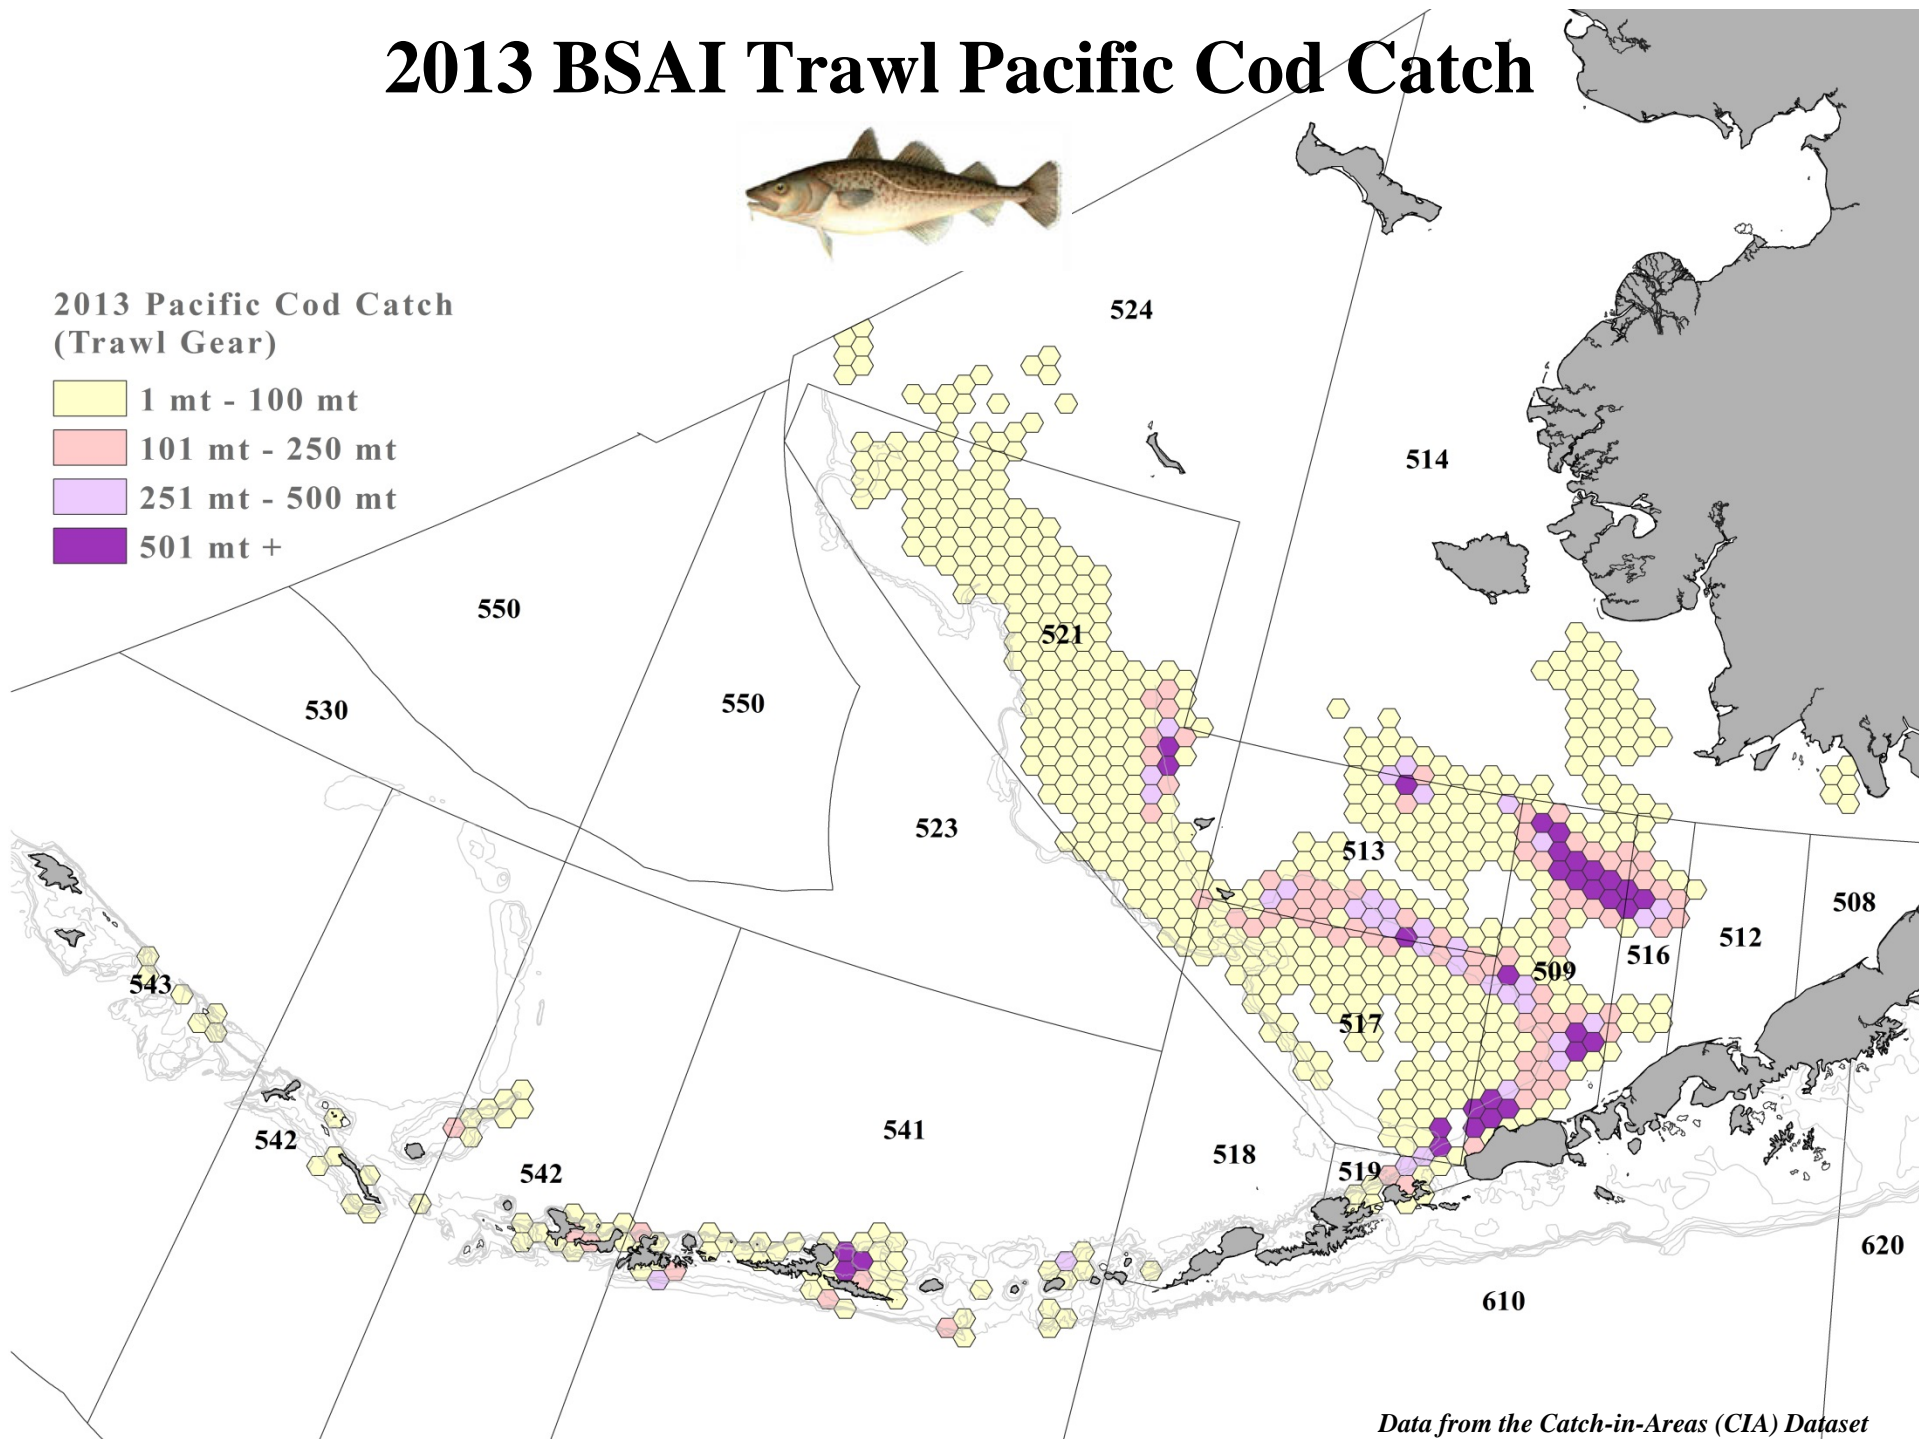 2013 BSAI Trawl Pacific Cod Catch
2013 Pacific Cod Catch
(Trawl Gear)
1 mt - 100 mt
101 mt - 250 mt
251 mt - 500 mt
501 mt +
524
514
550
521
550
530
523
513
508
512
516
509
543
517
541
542
518
519
542
620
610
Data from the Catch-in-Areas (CIA) Dataset